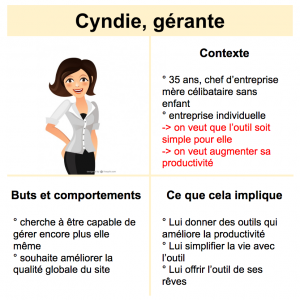 Cyndie, gérante
Contexte
° 35 ans, chef d'entreprise
mère célibataire sans
enfant
° entreprise individuelle
-> on veut que l'outil soit
simple pour elle
-> on veut augmenter sa
productivité
Buts et comportements
° cherche à être capable de
gérer encore plus elle
même
° souhaite améliorer la
qualité globale du site
Ce que cela implique
° Lui donner des outils qui
améliore la productivité
° Lui simplifier la vie avec
l'outil
° Lui offrir l'outil de ses
rêves